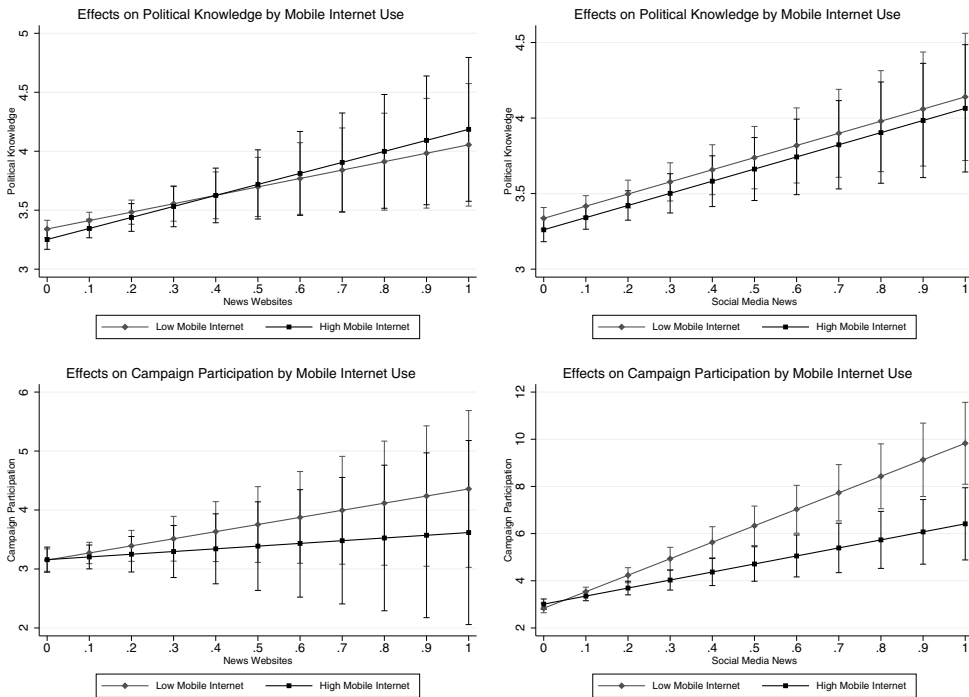 Effects on Political Knowledge by Mobile Internet Use
Political Knowledge
5
4.5
4
3.5
3
0 .1 .2 .3 .4 .5 .6 .7 .8 .9 1
News Websites
Low Mobile Internet High Mobile Internet
Effects on Political Knowledge by Mobile Internet Use
Political Knowledge
4.5
4
3.5
3
0 .1 .2 .3 .4 .5 .6 .7 .8 .9 1
Social Media News
Low Mobile Internet High Mobile Internet
Effects on Campaign Participation by Mobile Internet Use
Campaign Participation
6
5
4
3
2
0 .1 .2 .3 .4 .5 .6 .7 .8 .9 1
News Websites
Low Mobile Internet High Mobile Internet
Effects on Campaign Participation by Mobile Internet Use
Campaign Participation
12
10
8
6
4
2
0 .1 .2 .3 .4 .5 .6 .7 .8 .9 1
Social Media News
Low Mobile Internet High Mobile Internet